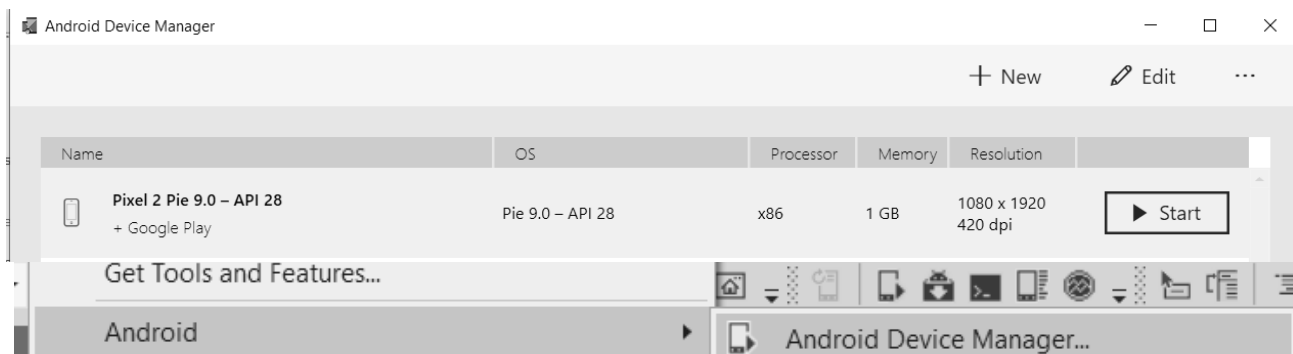 Android Device Manager
New Edit ...
Name OS Processor Memory Resolution
Pixel 2 Pie 9.0 – API 28
+ Google Play
Pie 9.0 – API 28 x86 1 GB
1080 x 1920
420 dpi
Start
Get Tools and Features...
Android
Android Device Manager...